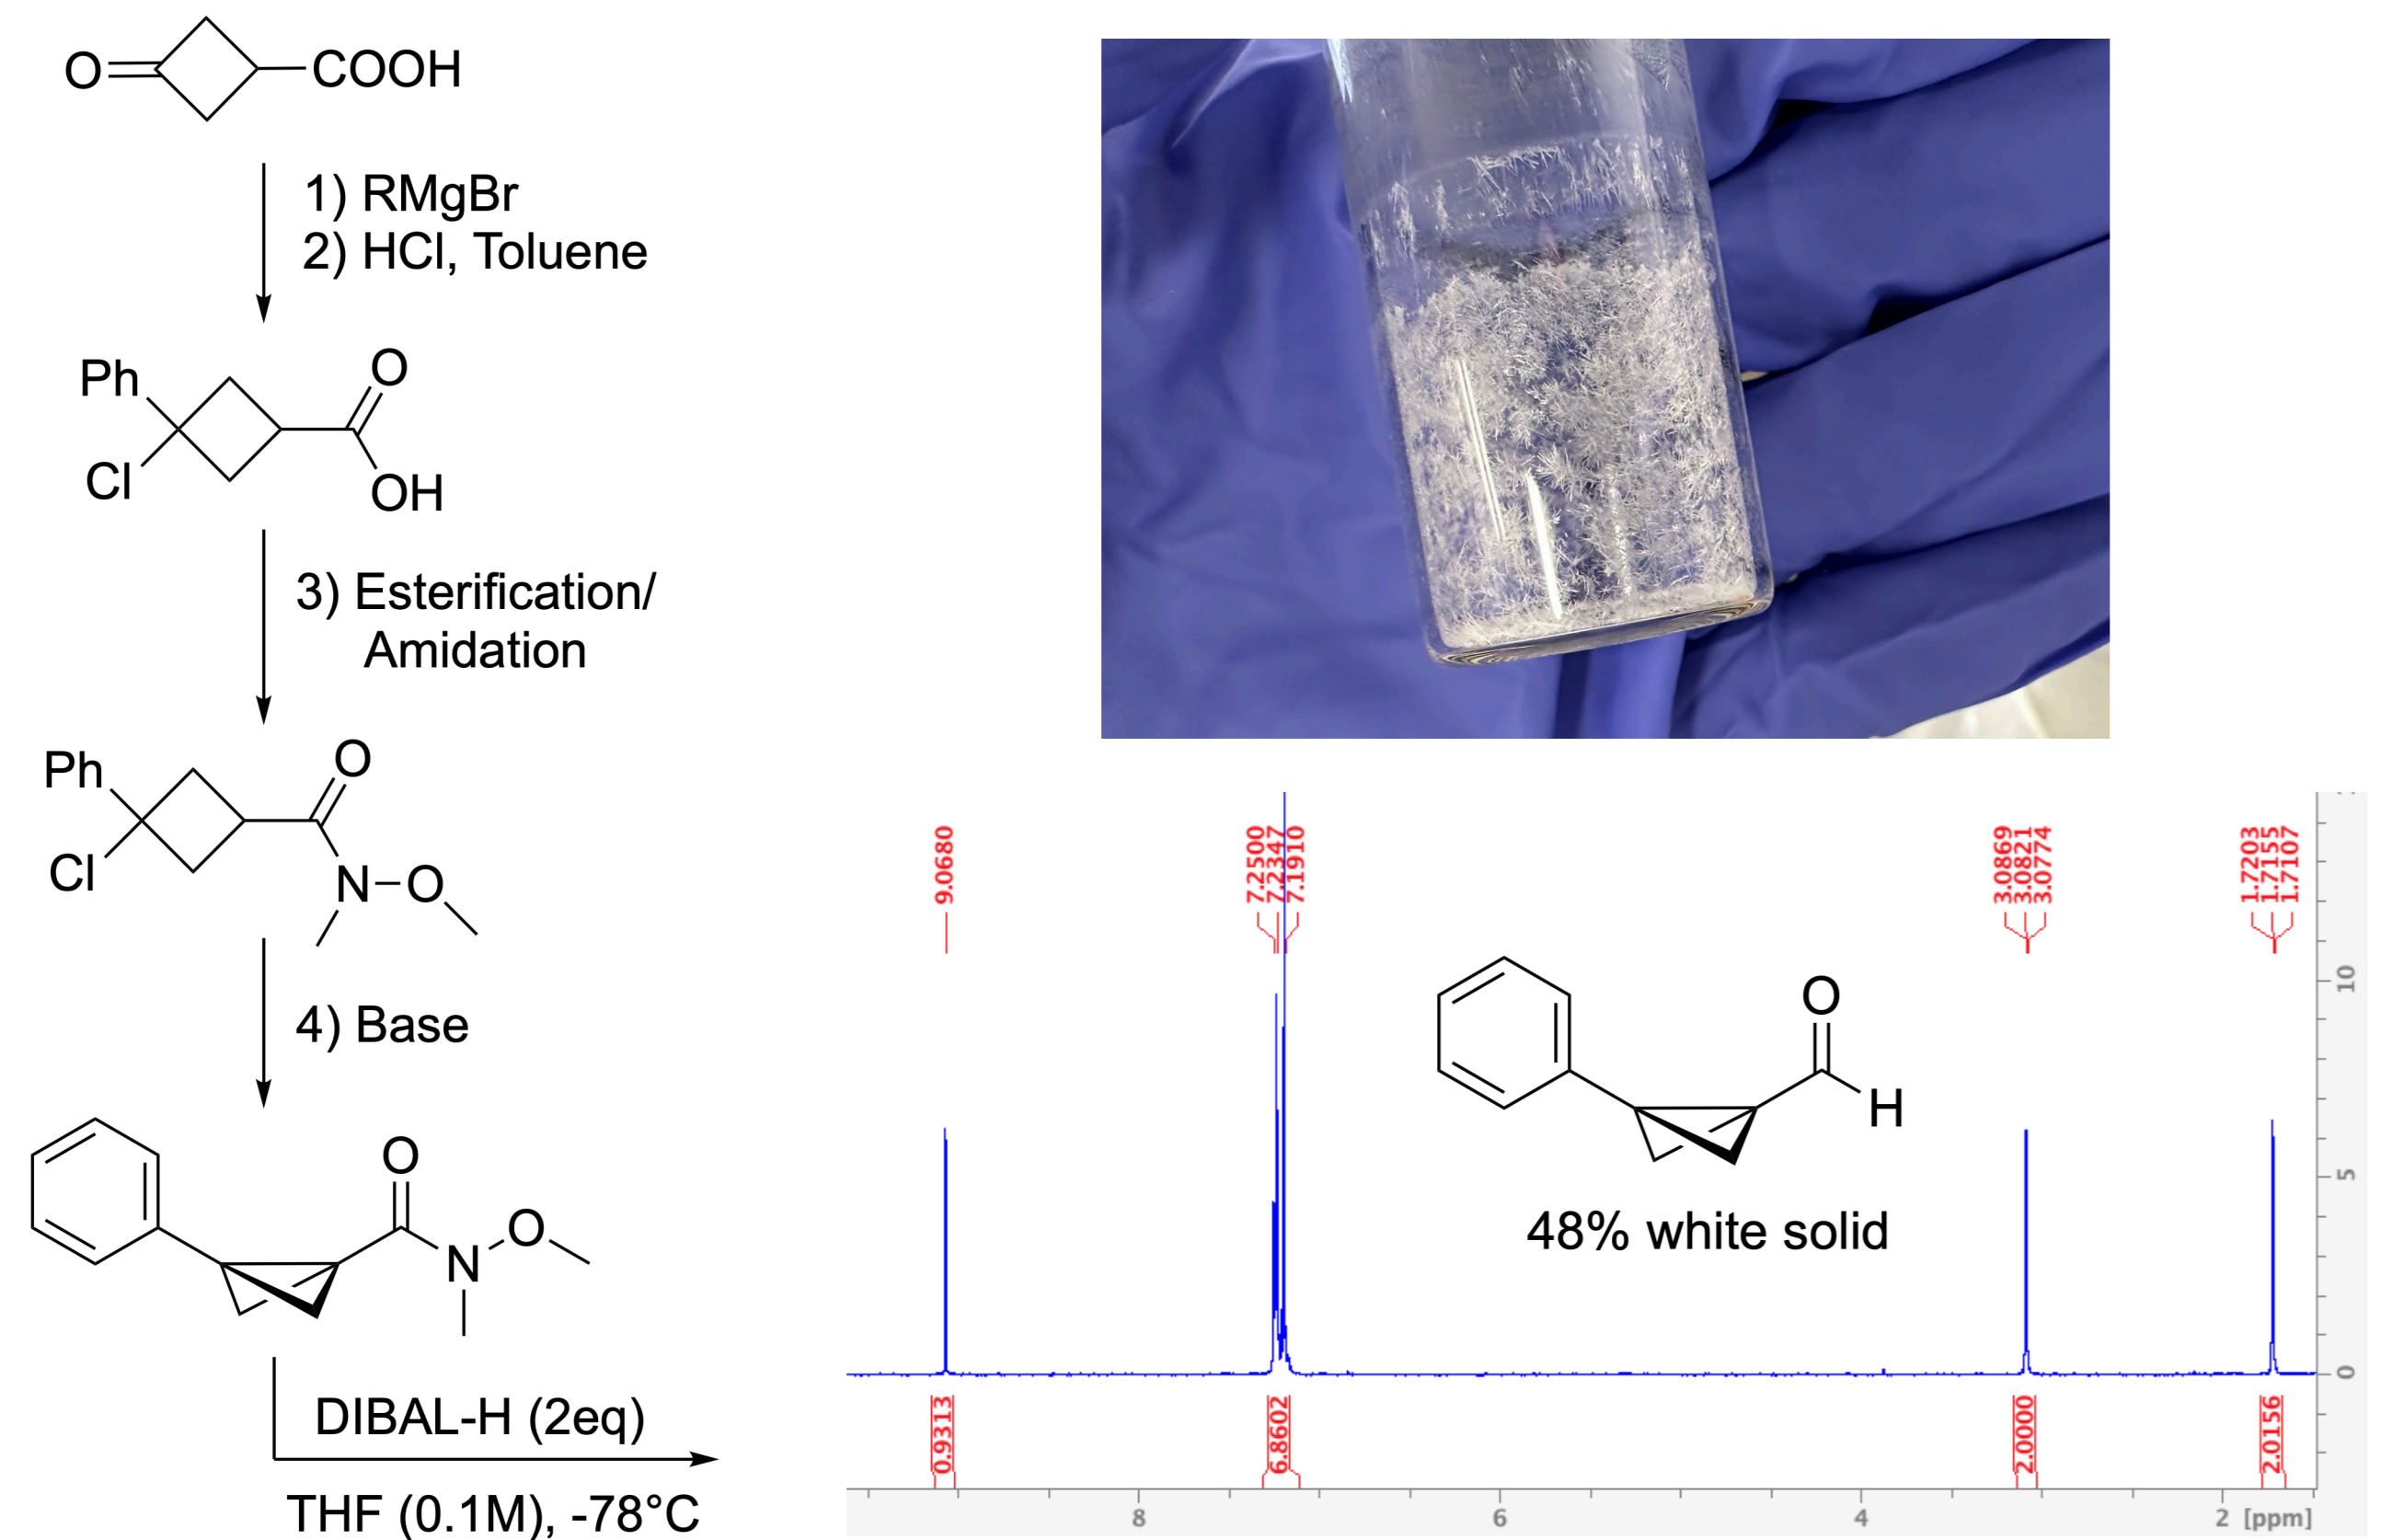 O
COOH
1) RMgBr
2) HCl, Toluene
Ph
O
Cl
OH
3) Esterification/
Amidation
Ph
O
Cl
N
O
4) Base
O
O
N
DIBAL-H (2eq)
THF (0.1M), -78°C
9.0680
7.2500
7.2347
7.1910
3.0869
3.0821
3.0774
1.7203
1.7155
1.7107
O
H
48% white solid
10
5
0
0.9313
6.8602
2.0000
2.0156
8
6
4
2 [ppm]